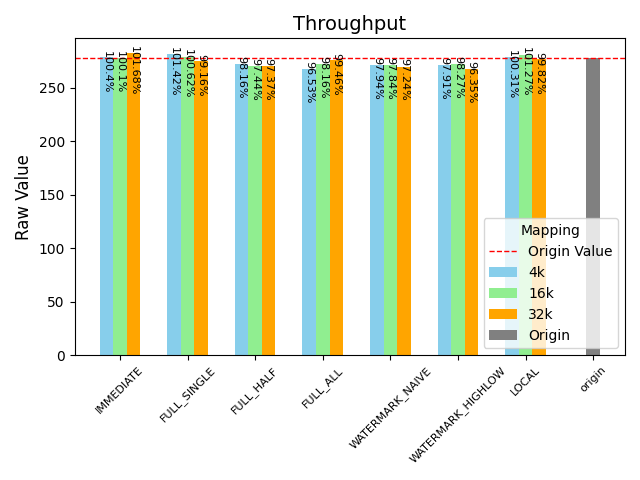 Throughput
Raw Value
250
200
150
100
50
0
100.4%
100.1%
101.68%
101.42%
100.62%
99.16%
98.16%
97.44%
97.37%
96.53%
98.16%
99.46%
97.94%
97.84%
97.24%
97.91%
98.27%
96.35%
100.31%
101.27%
99.82%
Mapping
Origin Value
4k
16k
32k
Origin
IMMEDIATE
FULL_SINGLE
FULL_HALF
FULL_ALL
WATERMARK_NAIVE
WATERMARK_HIGHLOW
LOCAL
origin